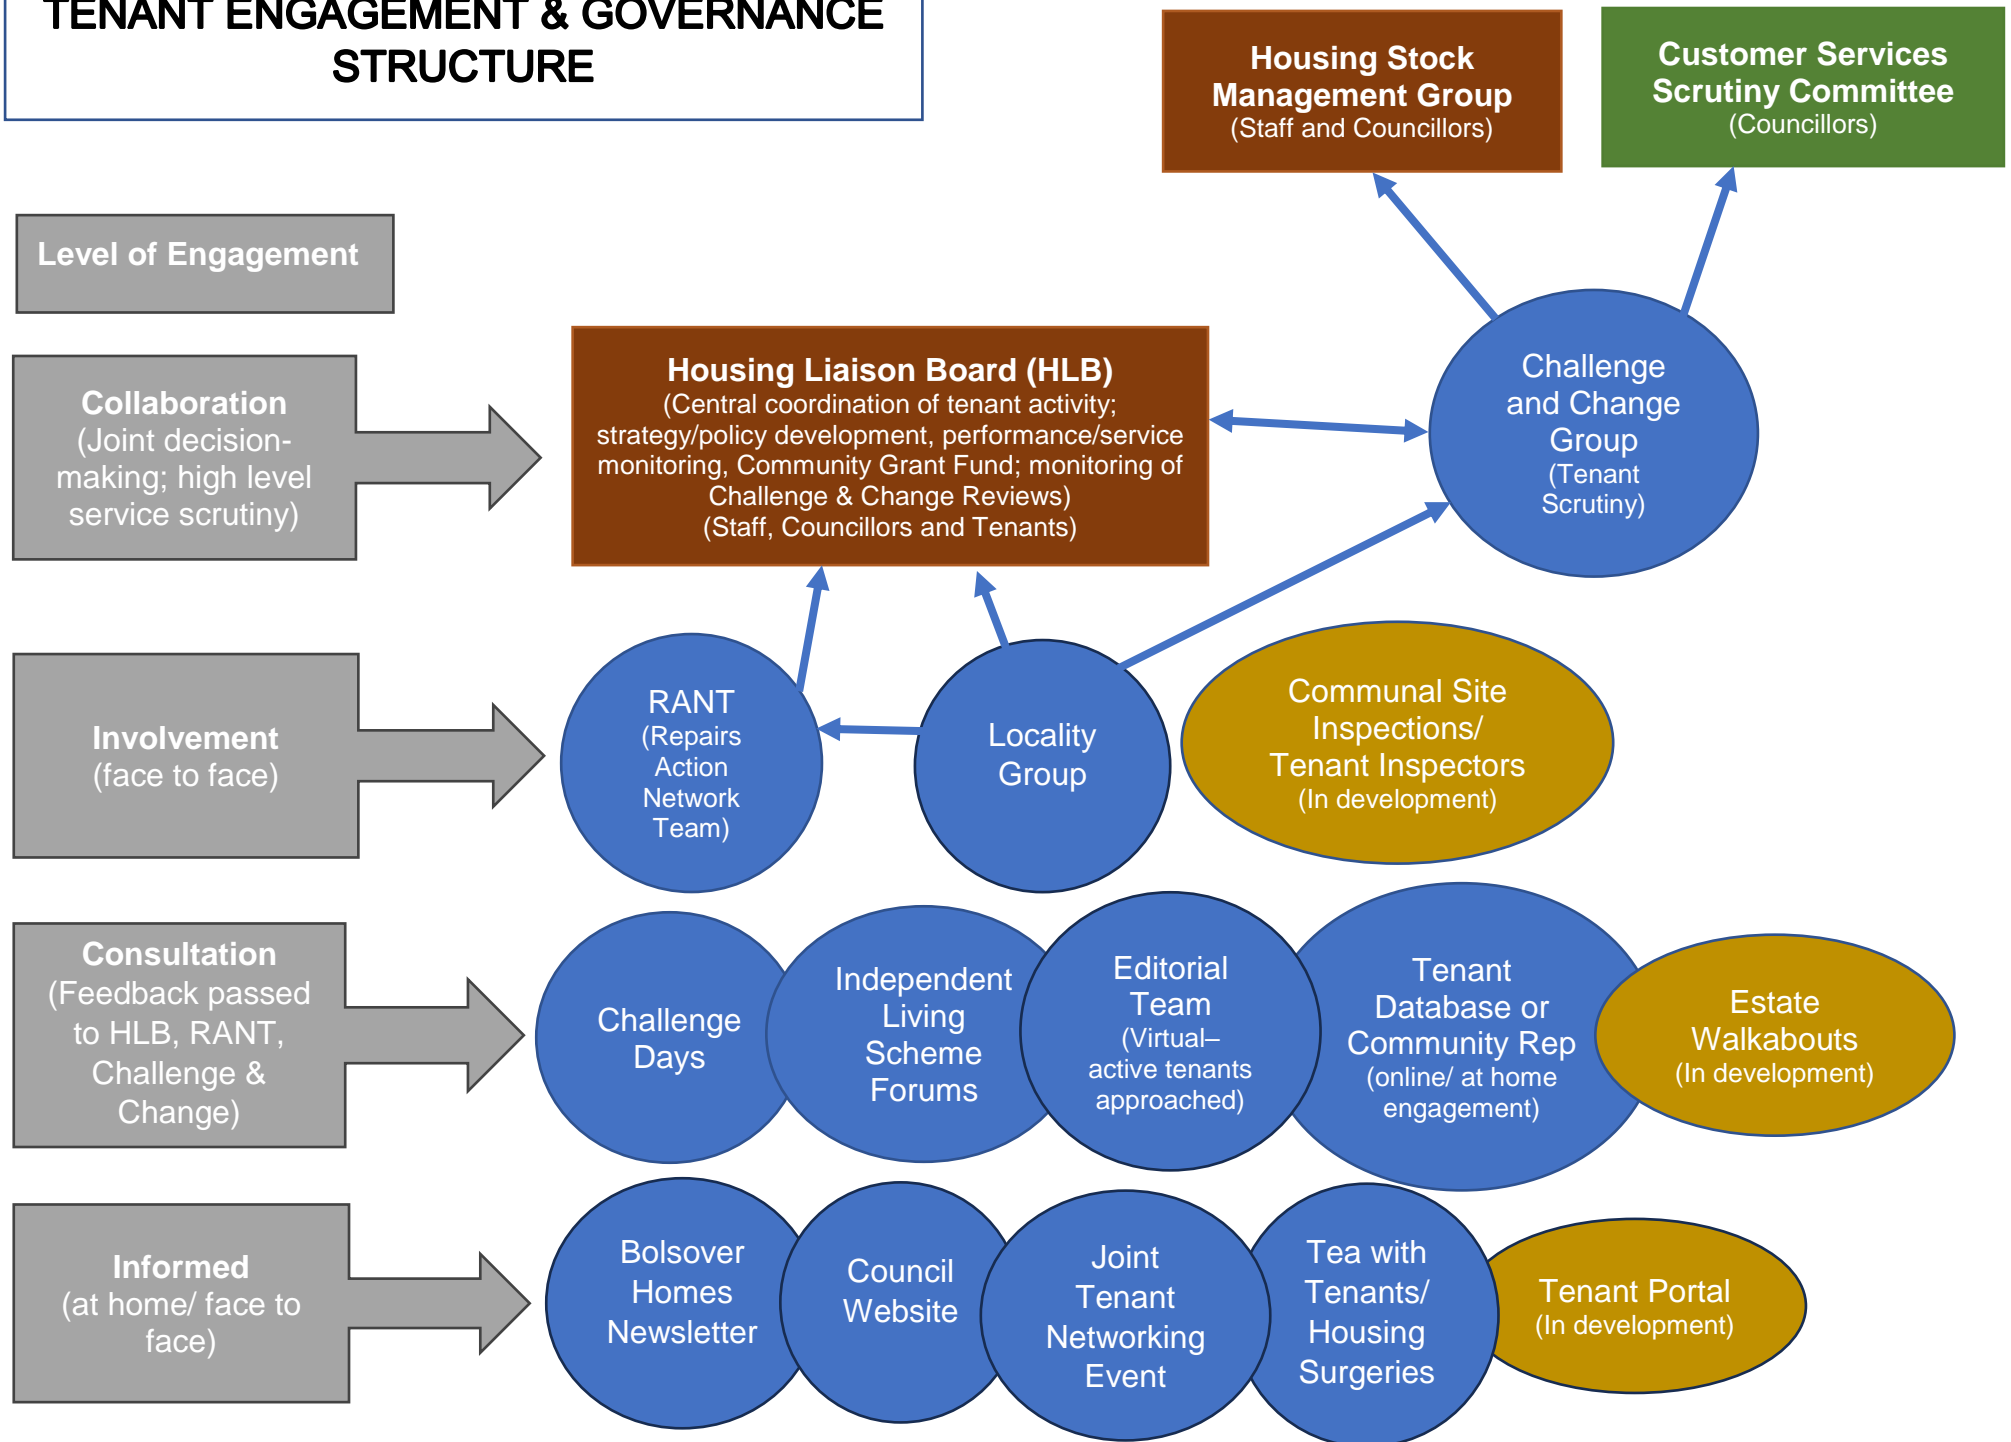 TENANT ENGAGEMENT & GOVERNANCE
STRUCTURE
Housing Stock
Management Group
(Staff and Councillors)
Customer Services
Scrutiny Committee
(Councillors)
Level of Engagement
Collaboration
(Joint decision-
making; high level
service scrutiny)
Housing Liaison Board (HLB)
(Central coordination of tenant activity;
strategy/policy development, performance/service
monitoring, Community Grant Fund; monitoring of
Challenge & Change Reviews)
(Staff, Councillors and Tenants)
Challenge
and Change
Group
(Tenant
Scrutiny)
Involvement
(face to face)
RANT
(Repairs
Action
Network
Team)
Locality
Group
Communal Site
Inspections/
Tenant Inspectors
(In development)
Consultation
(Feedback passed
to HLB, RANT,
Challenge &
Change)
Challenge
Days
Independent
Living
Scheme
Forums
Editorial
Team
(Virtual–
active tenants
approached)
Tenant
Database or
Community Rep
(online/ at home
engagement)
Estate
Walkabouts
(In development)
Informed
(at home/ face to
face)
Bolsover
Homes
Newsletter
Council
Website
Joint
Tenant
Networking
Event
Tea with
Tenants/
Housing
Surgeries
Tenant Portal
(In development)